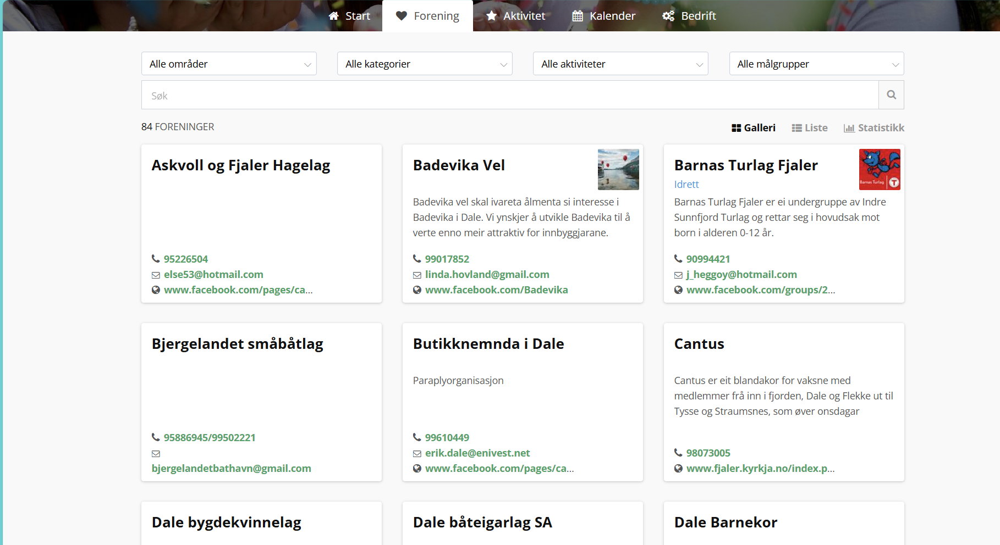 Start
Forening
Aktivitet
Kalender
Bedrift
Alle områder
Alle kategorier
Alle aktiviteter
Alle målgrupper
Søk
84 FORENINGER
Galleri
Liste
Statistikk
Askvoll og Fjaler Hagelag
95226504
else53@hotmail.com
www.facebook.com/pages/ca...
Badevika Vel
Badevika vel skal ivareta ålmenta si interesse i
Badevika i Dale. Vi ynskjer å utvikle Badevika til å
verte enno meir attraktiv for innbyggjarane.
99017852
linda.hovland@gmail.com
www.facebook.com/Badevika
Barnas Turlag Fjaler
Idrett
Barnas Turlag
T
Barnas Turlag Fjaler er ei undergruppe av Indre
Sunnfjord Turlag og rettar seg i hovudsak mot
born i alderen 0-12 år.
90994421
j_heggoy@hotmail.com
www.facebook.com/groups/2...
Bjergelandet småbåtlag
95886945/99502221
bjergelandetbathavn@gmail.com
Butikknemnda i Dale
Paraplyorganisasjon
99610449
erik.dale@enivest.net
www.facebook.com/pages/ca...
Cantus
Cantus er eit blandakor for vaksne med
medlemmer frå inn i fjorden, Dale og Flekke ut til
Tysse og Straumsnes, som øver onsdagar
98073005
www.fjaler.kyrkja.no/index.p...
Dale bygdekvinnelag
Dale båteigarlag SA
Dale Barnekor